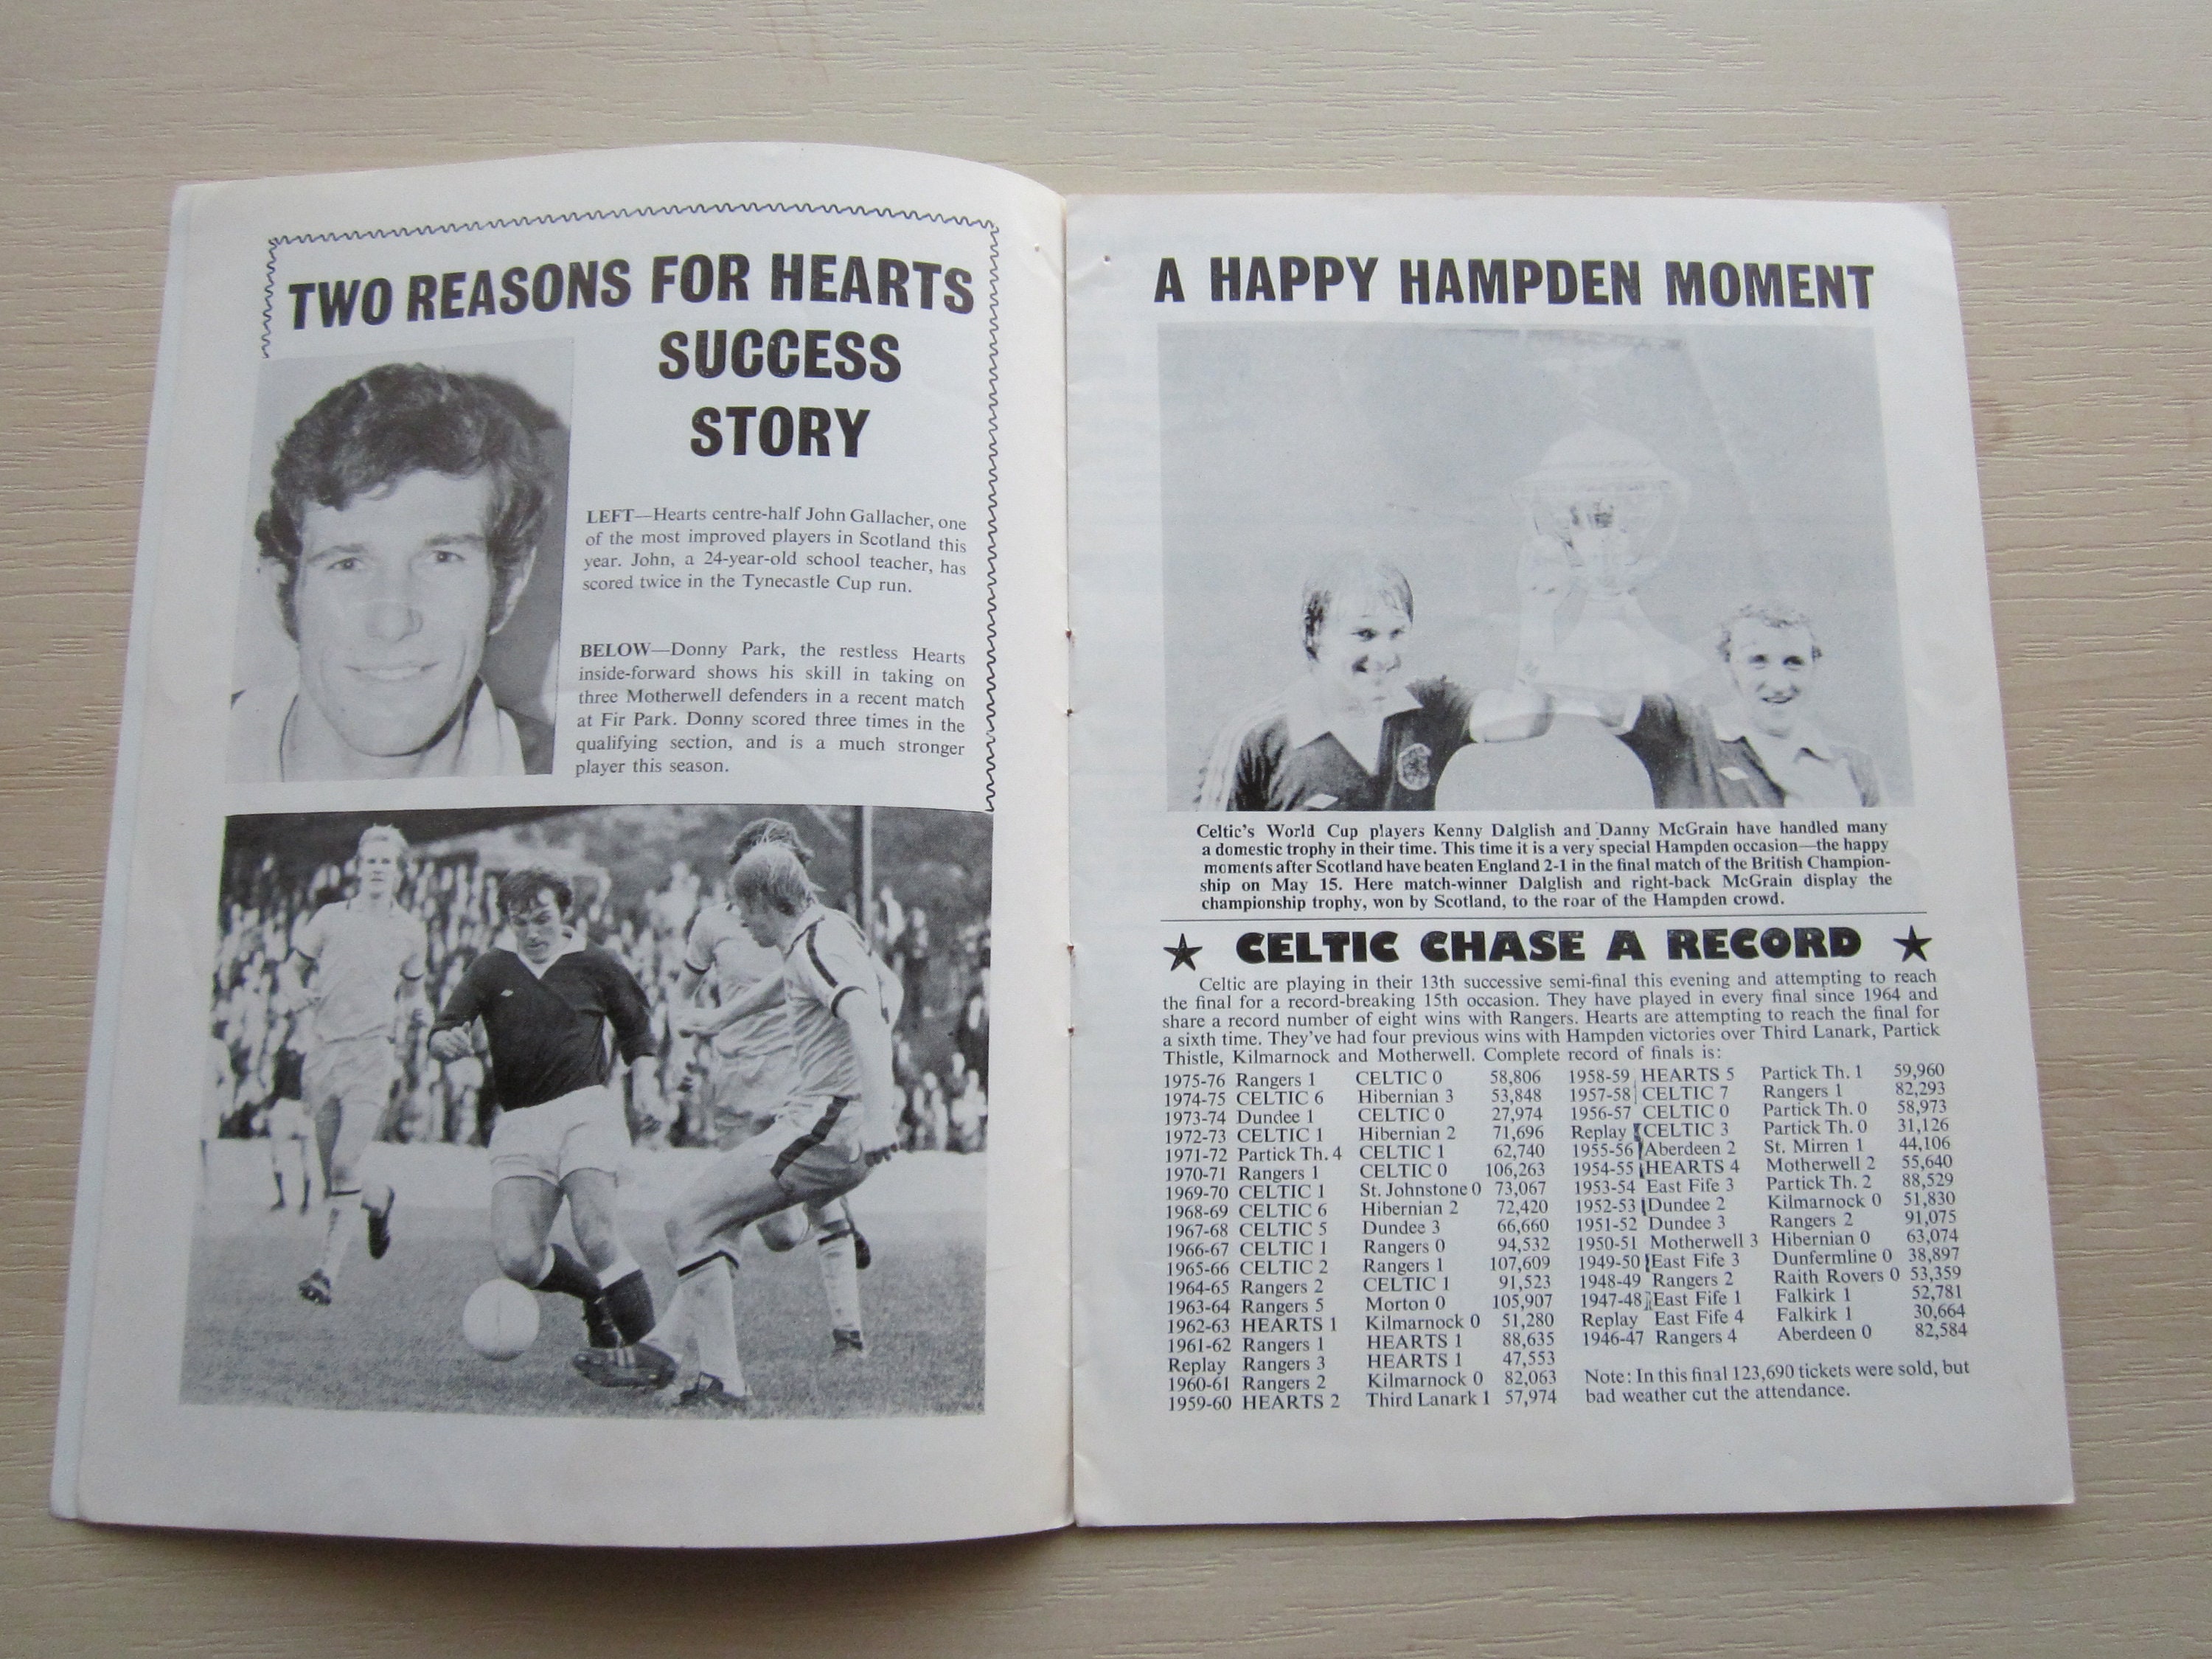 TWO REASONS FOR HEARTS
SUCCESS
STORY
LEFT—Hearts centre-half John Gallacher, one
of the most improved players in Scotland this
year. John, a 24-year-old school teacher, has
scored twice in the Tynecastle Cup run.
BELOW—Donny Park, the restless Hearts
inside-forward shows his skill in taking on
three Motherwell defenders in a recent match
at Fir Park. Donny scored three times in the
qualifying section, and is a much stronger
player this season.
A HAPPY HAMPDEN MOMENT
Celtic's World Cup players Kenny Dalglish and Danny McGrain have handled many
a domestic trophy in their time. This time it is a very special Hampden occasion—the happy
moments after Scotland have beaten England 2-1 in the final match of the British Champion-
ship on May 15. Here match-winner Dalglish and right-back McGrain display the
championship trophy, won by Scotland, to the roar of the Hampden crowd.
★ CELTIC CHASE A RECORD ★
Celtic are playing in their 13th successive semi-final this evening and attempting to reach
the final for a record-breaking 15th occasion. They have played in every final since 1964 and
share a record number of eight wins with Rangers. Hearts are attempting to reach the final for
a sixth time. They've had four previous wins with Hampden victories over Third Lanark, Partick
Thistle, Kilmarnock and Motherwell. Complete record of finals is:
1975-76 Rangers 1 CELTIC 0 58,806
1974-75 CELTIC 6 Hibernian 3 53,848
1973-74 Dundee 1 CELTIC 0 27,974
1972-73 CELTIC 1 Hibernian 2 71,696
1971-72 Partick Th. 4 CELTIC 1 62,740
1970-71 Rangers 1 CELTIC 0 106,263
1969-70 CELTIC 1 St. Johnstone 0 73,067
1968-69 CELTIC 6 Hibernian 2 72,420
1967-68 CELTIC 5 Dundee 3 66,660
1966-67 CELTIC 1 Rangers 0 94,532
1965-66 CELTIC 2 Rangers 1 107,609
1964-65 Rangers 2 CELTIC 1 91,523
1963-64 Rangers 5 Morton 0 105,907
1962-63 HEARTS 1 Kilmarnock 0 51,280
1961-62 Rangers 1 HEARTS 1 88,635
Replay Rangers 3 HEARTS 1 47,553
1960-61 Rangers 2 Kilmarnock 0 82,063
1959-60 HEARTS 2 Third Lanark 1 57,974
1958-59 HEARTS 5 Partick Th. 1 59,960
1957-58 CELTIC 7 Rangers 1 82,293
1956-57 CELTIC 0 Partick Th. 0 58,973
Replay CELTIC 3 Partick Th. 0 31,126
1955-56 Aberdeen 2 St. Mirren 1 44,106
1954-55 HEARTS 4 Motherwell 2 55,640
1953-54 East Fife 3 Partick Th. 2 88,529
1952-53 Dundee 2 Kilmarnock 0 51,830
1951-52 Dundee 3 Rangers 2 91,075
1950-51 Motherwell 3 Hibernian 0 63,074
1949-50 East Fife 3 Dunfermline 0 38,897
1948-49 Rangers 2 Raith Rovers 0 53,359
1947-48 East Fife 1 Falkirk 1 52,781
Replay East Fife 4 Falkirk 1 30,664
1946-47 Rangers 4 Aberdeen 0 82,584
Note: In this final 123,690 tickets were sold, but
bad weather cut the attendance.